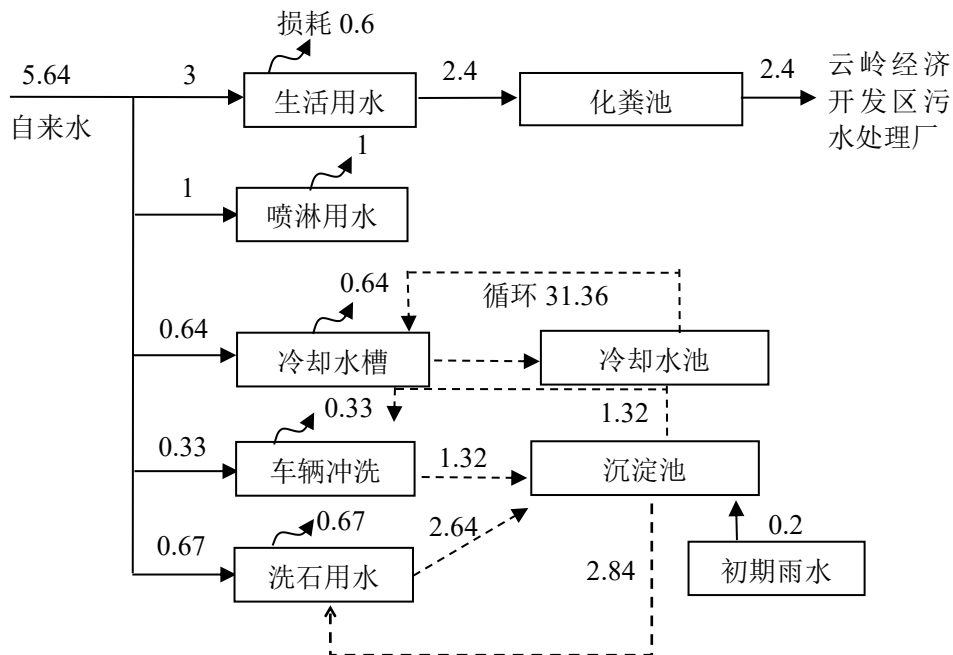 损耗 0.6
5.64
3
生活用水
2.4
化粪池
2.4
云岭经济
开发区污
水处理厂
自来水
1
1
喷淋用水
0.64
循环 31.36
0.64
冷却水槽
冷却水池
0.33
1.32
0.33
车辆冲洗
1.32
沉淀池
0.67
2.64
0.2
0.67
洗石用水
2.84
初期雨水